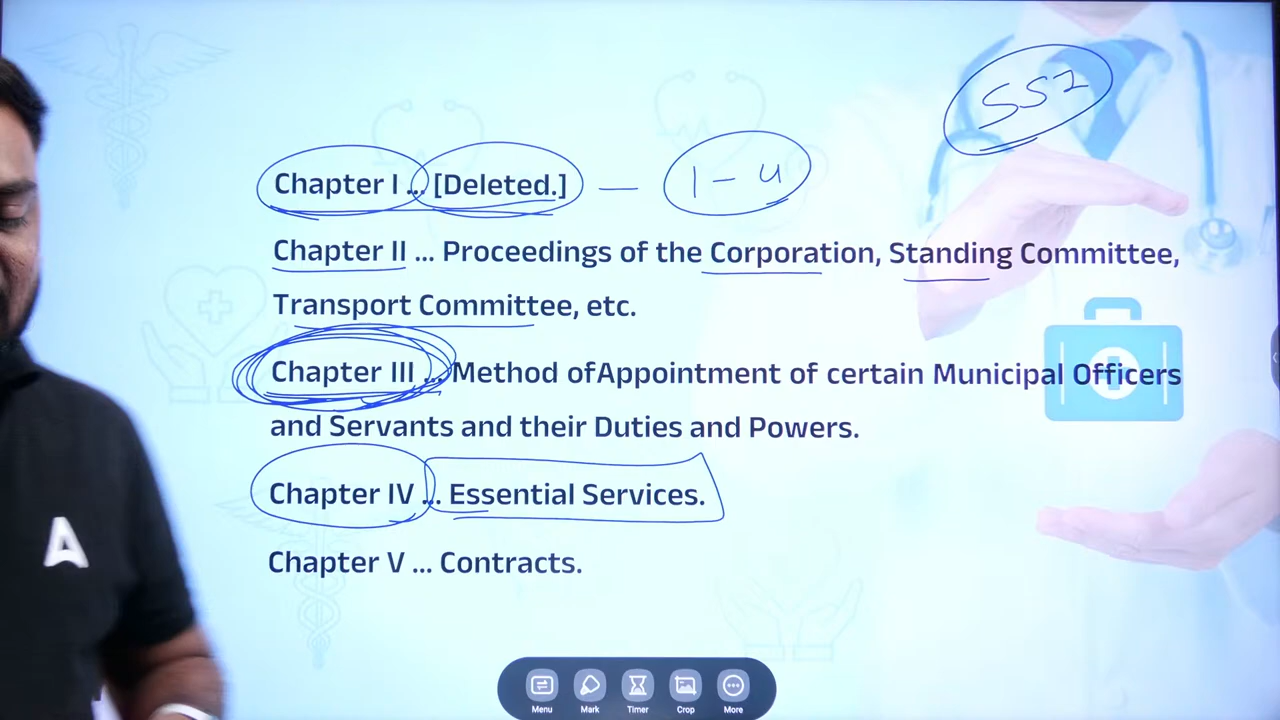 SSI
Chapter I ... [Deleted.] — 1 - 4
Chapter II ... Proceedings of the Corporation, Standing Committee,
Transport Committee, etc.
Chapter III ... Method ofAppointment of certain Municipal Officers
and Servants and their Duties and Powers.
Chapter IV ... Essential Services.
Chapter V ... Contracts.
A
Menu Mark Timer Crop More